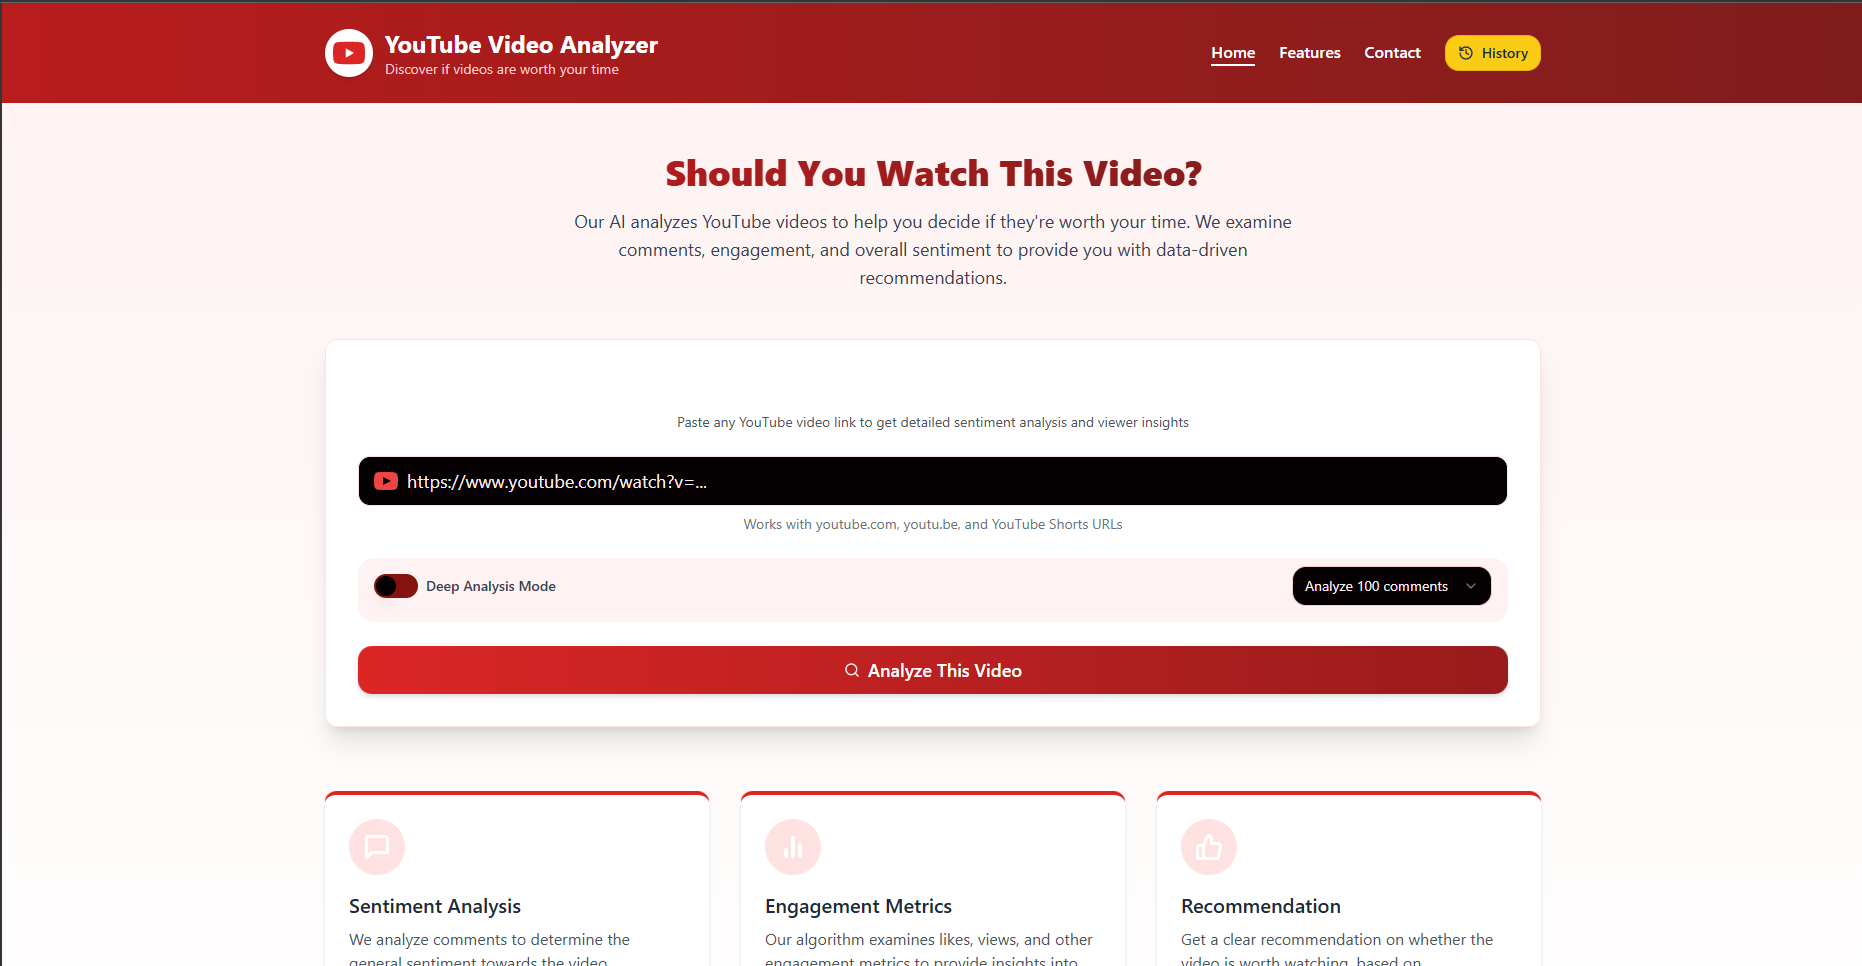 YouTube Video Analyzer
Discover if videos are worth your time
Home
Features
Contact
History
Should You Watch This Video?
Our AI analyzes YouTube videos to help you decide if they're worth your time. We examine
comments, engagement, and overall sentiment to provide you with data-driven
recommendations.
Paste any YouTube video link to get detailed sentiment analysis and viewer insights
https://www.youtube.com/watch?v=...
Works with youtube.com, youtu.be, and YouTube Shorts URLs
Deep Analysis Mode
Analyze 100 comments
Analyze This Video
Sentiment Analysis
We analyze comments to determine the
general sentiment towards the video
Engagement Metrics
Our algorithm examines likes, views, and other
engagement metrics to provide insights into
Recommendation
Get a clear recommendation on whether the
video is worth watching, based on